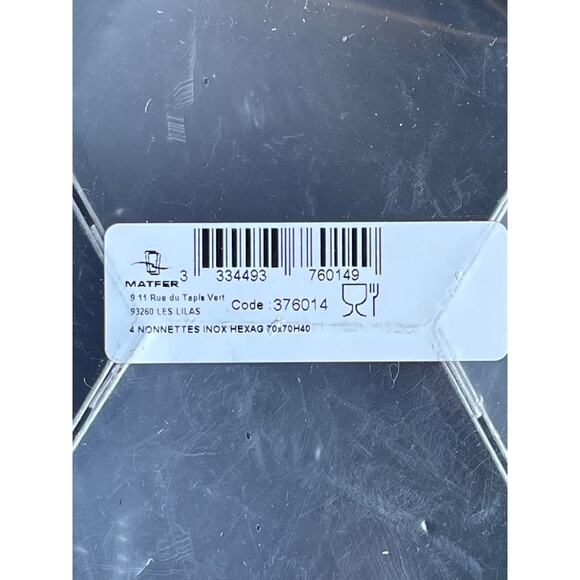 3 334493 760149
MATFER
9 11 Rue du Tapis Vert
93260 LES LILAS
Code : 376014
4 NONNETTES INOX HEXAG 70x70H40